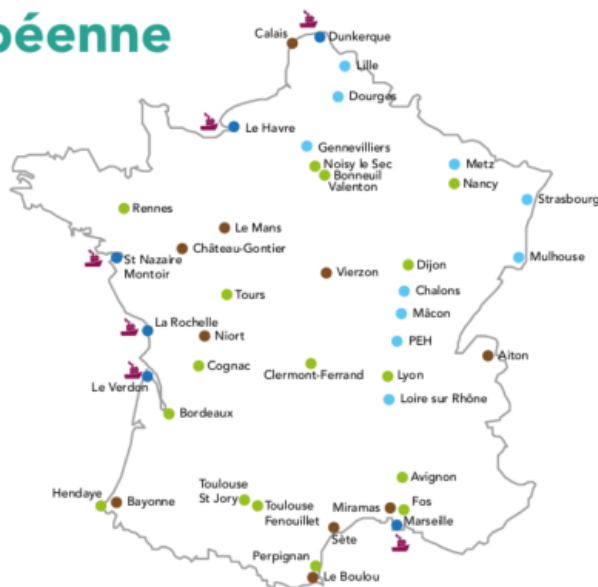 péenne
Calais
Dunkerque
Lille
Dourges
Le Havre
Gennevilliers
Noisy le Sec
Bonneuil
Valenton
Metz
Nancy
Strasbourg
Rennes
Le Mans
Château-Gontier
St Nazaire
Montoir
Vierzon
Dijon
Mulhouse
Chalons
Tours
Mâcon
La Rochelle
Niort
PEH
Aiton
Cognac
Clermont-Ferrand
Lyon
Le Verdon
Loire sur Rhône
Bordeaux
Avignon
Toulouse
St Jory
Hendaye
Bayonne
Toulouse
Fenouillet
Miramas
Fos
Marseille
Sète
Perpignan
Le Boulou